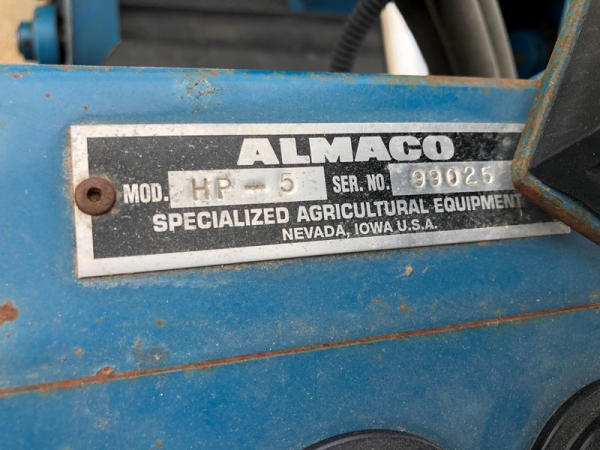 ALMACO
MOD. HP-5 SER. NO. 99025
SPECIALIZED AGRICULTURAL EQUIPMENT
NEVADA, IOWA U.S.A.